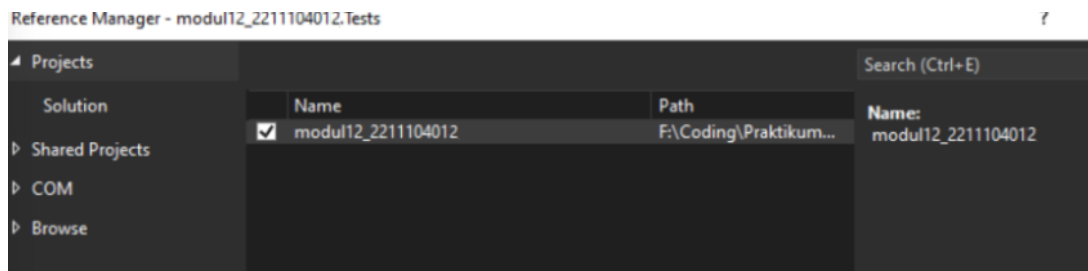 Reference Manager - modul12_2211104012.Tests ?
Projects
Search (Ctrl+E)
Solution
Name Path
Name:
modul12_2211104012 F:\Coding\Praktikum...
modul12_2211104012
Shared Projects
COM
Browse